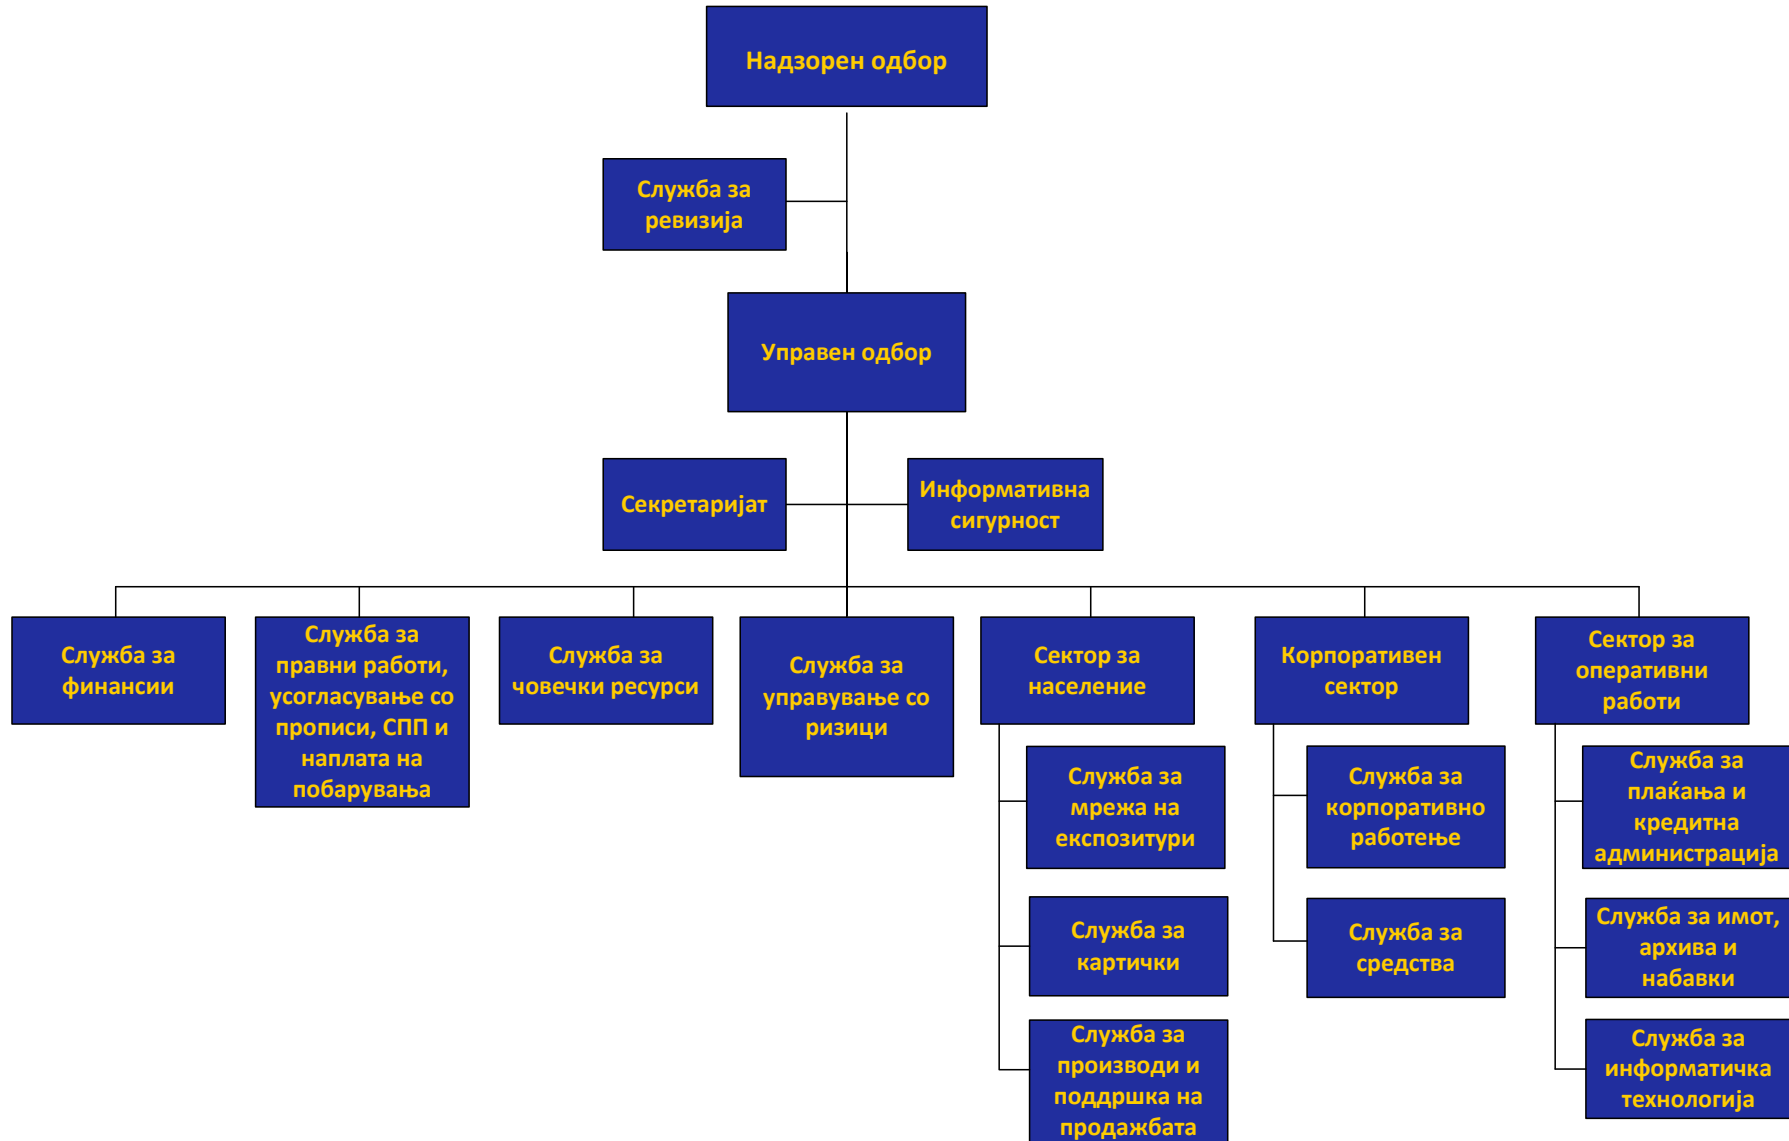 Надзорен одбор
Служба за
ревизија
Управен одбор
Секретаријат
Информативна
сигурност
Служба за
финансии
Служба за
правни работи,
усогласување со
прописи, СПП и
наплата на
побарувања
Служба за
човечки ресурси
Служба за
управување со
ризици
Сектор за
население
Корпоративен
сектор
Сектор за
оперативни
работи
Служба за
мрежа на
експозитури
Служба за
картички
Служба за
производи и
поддршка на
продажбата
Служба за
корпоративно
работење
Служба за
средства
Служба за
плаќања и
кредитна
администрација
Служба за имот,
архива и
набавки
Служба за
информатичка
технологија